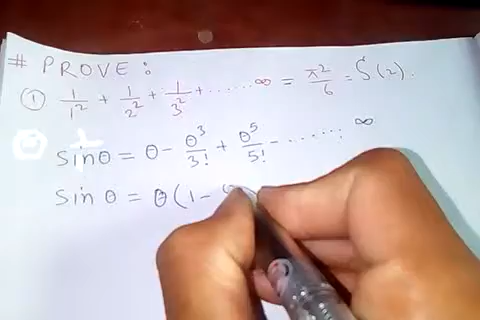 # PROVE :
① 1/1² + 1/2² + 1/3² + ....... ∞ = π²/6 = ζ(2).
sinθ = θ - θ³/3! + θ⁵/5! - ....... ∞
sin θ = θ(1 -